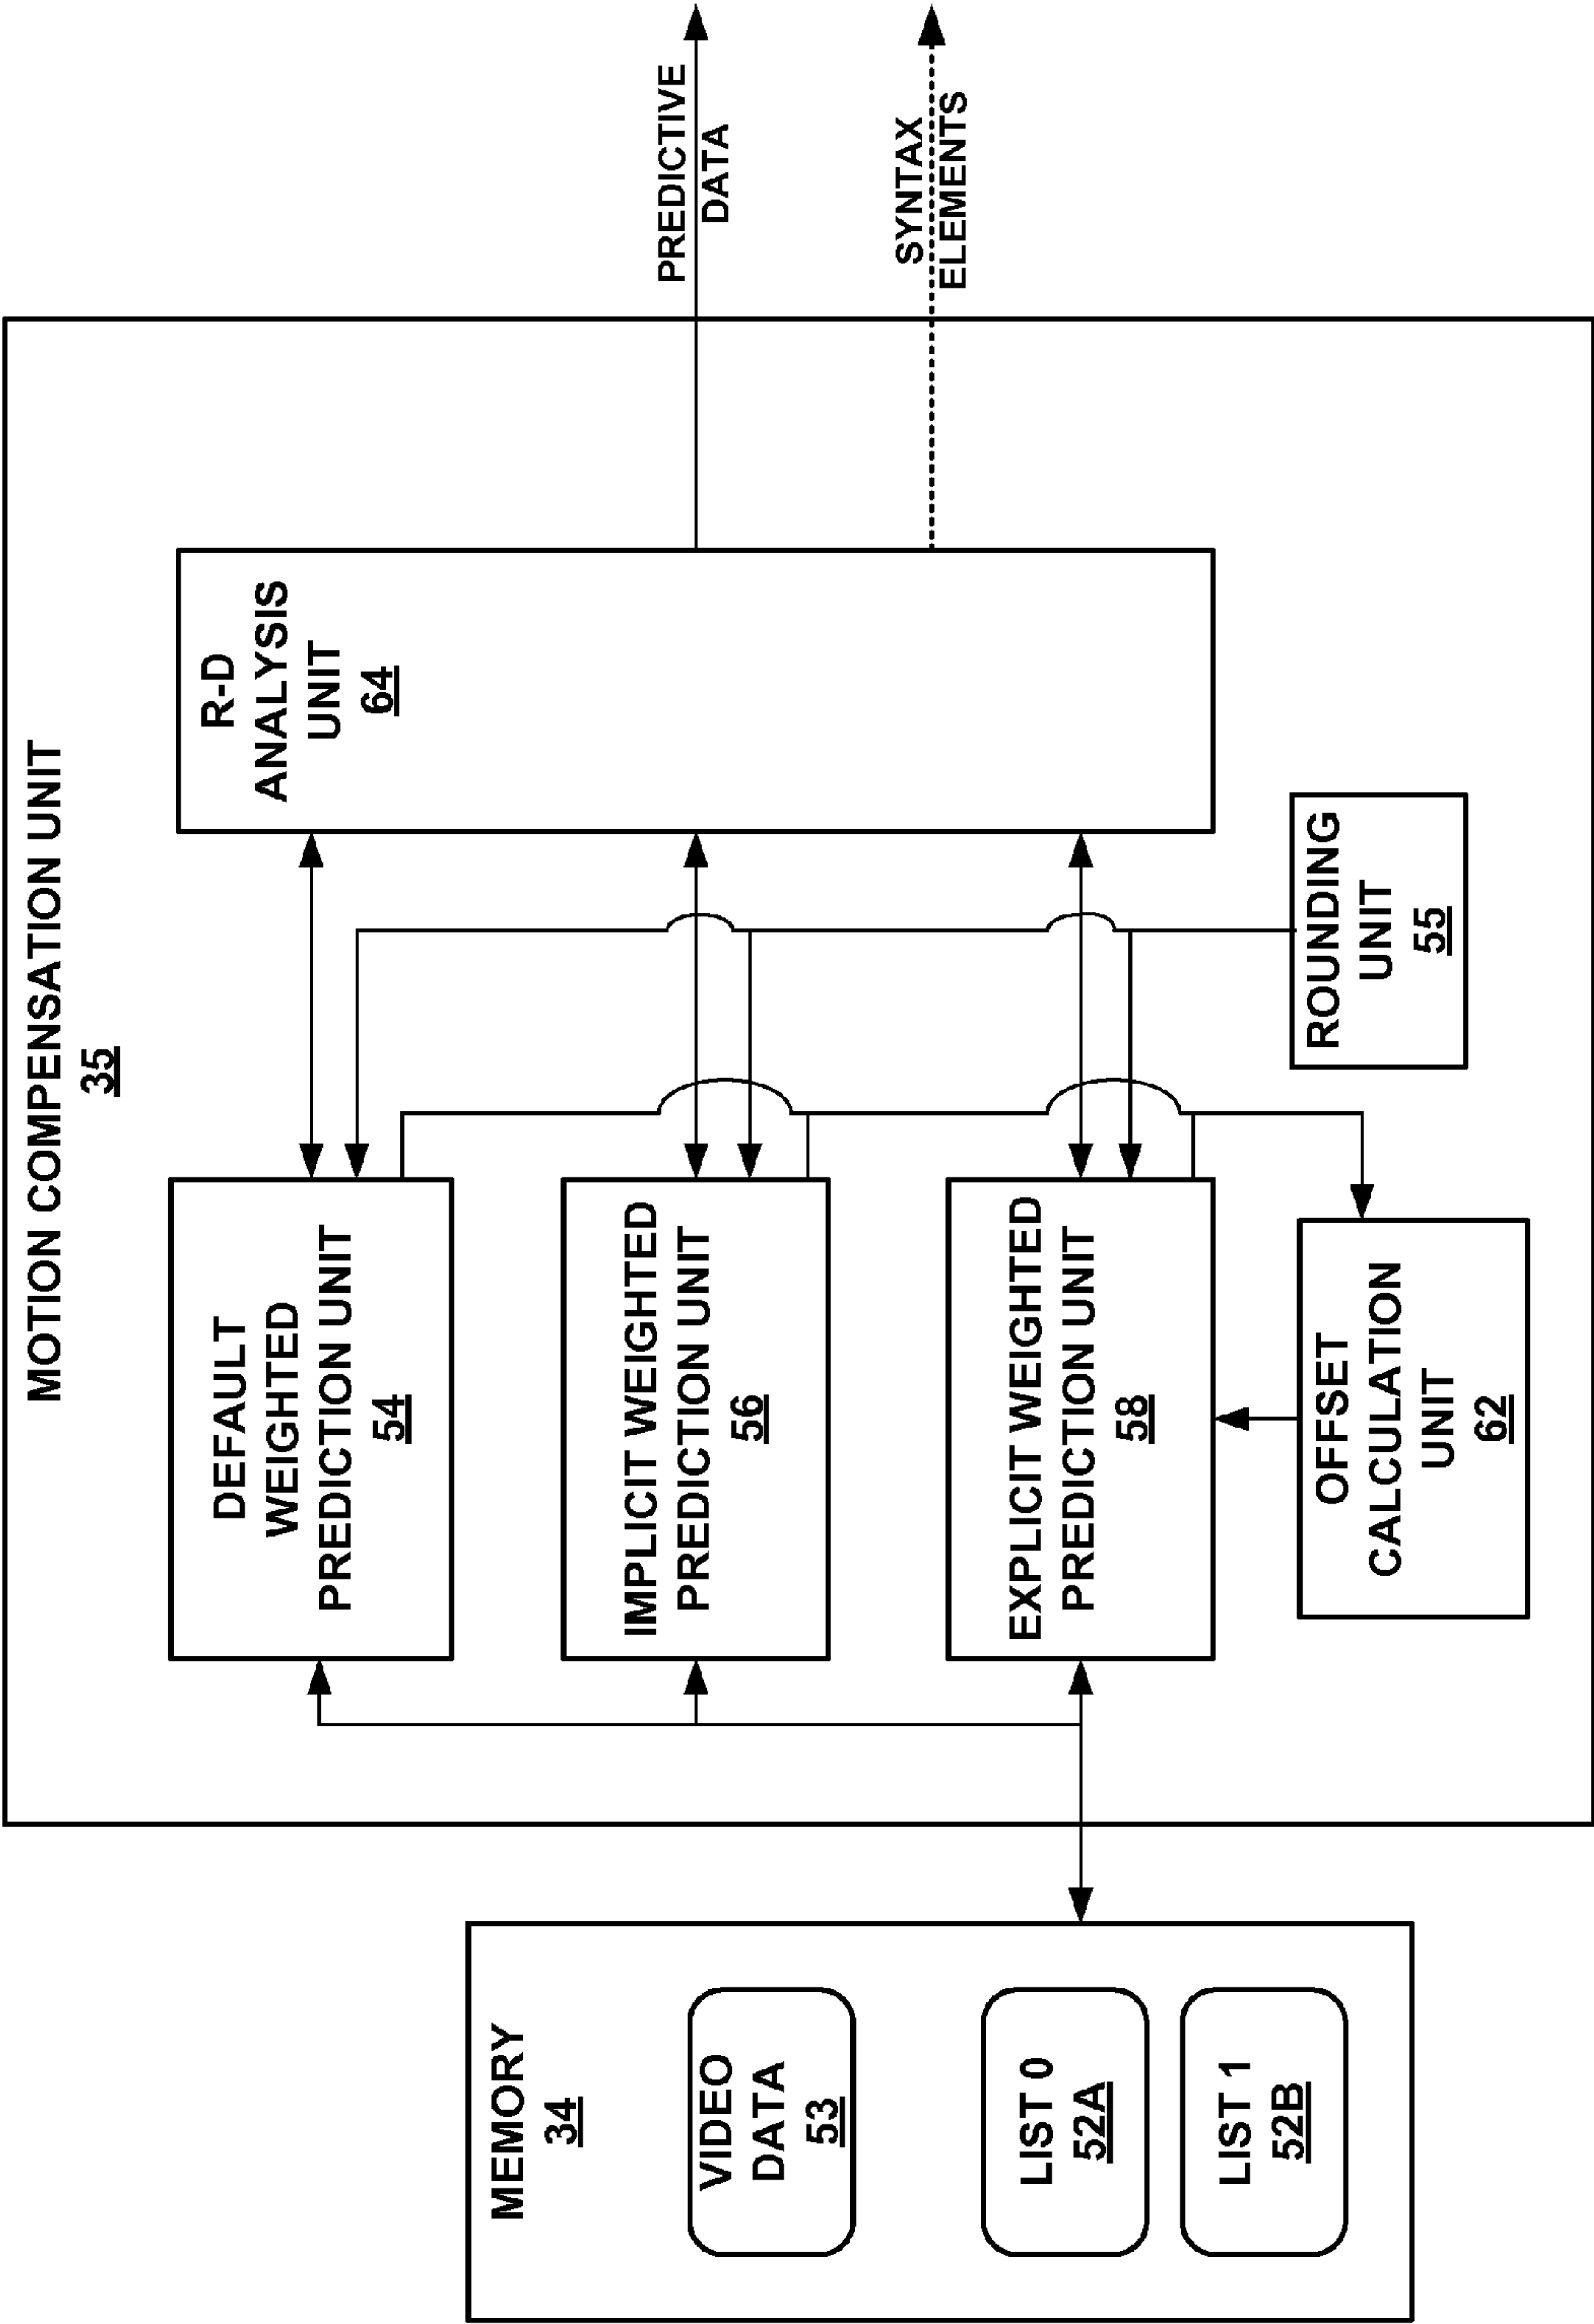 MOTION COMPENSATION UNIT
35
MEMORY
34
VIDEO
DATA
53
LIST 0
52A
LIST 1
52B
DEFAULT
WEIGHTED
PREDICTION UNIT
54
IMPLICIT WEIGHTED
PREDICTION UNIT
56
EXPLICIT WEIGHTED
PREDICTION UNIT
58
OFFSET
CALCULATION
UNIT
62
ROUNDING
UNIT
55
R-D
ANALYSIS
UNIT
64
PREDICTIVE
DATA
SYNTAX
ELEMENTS